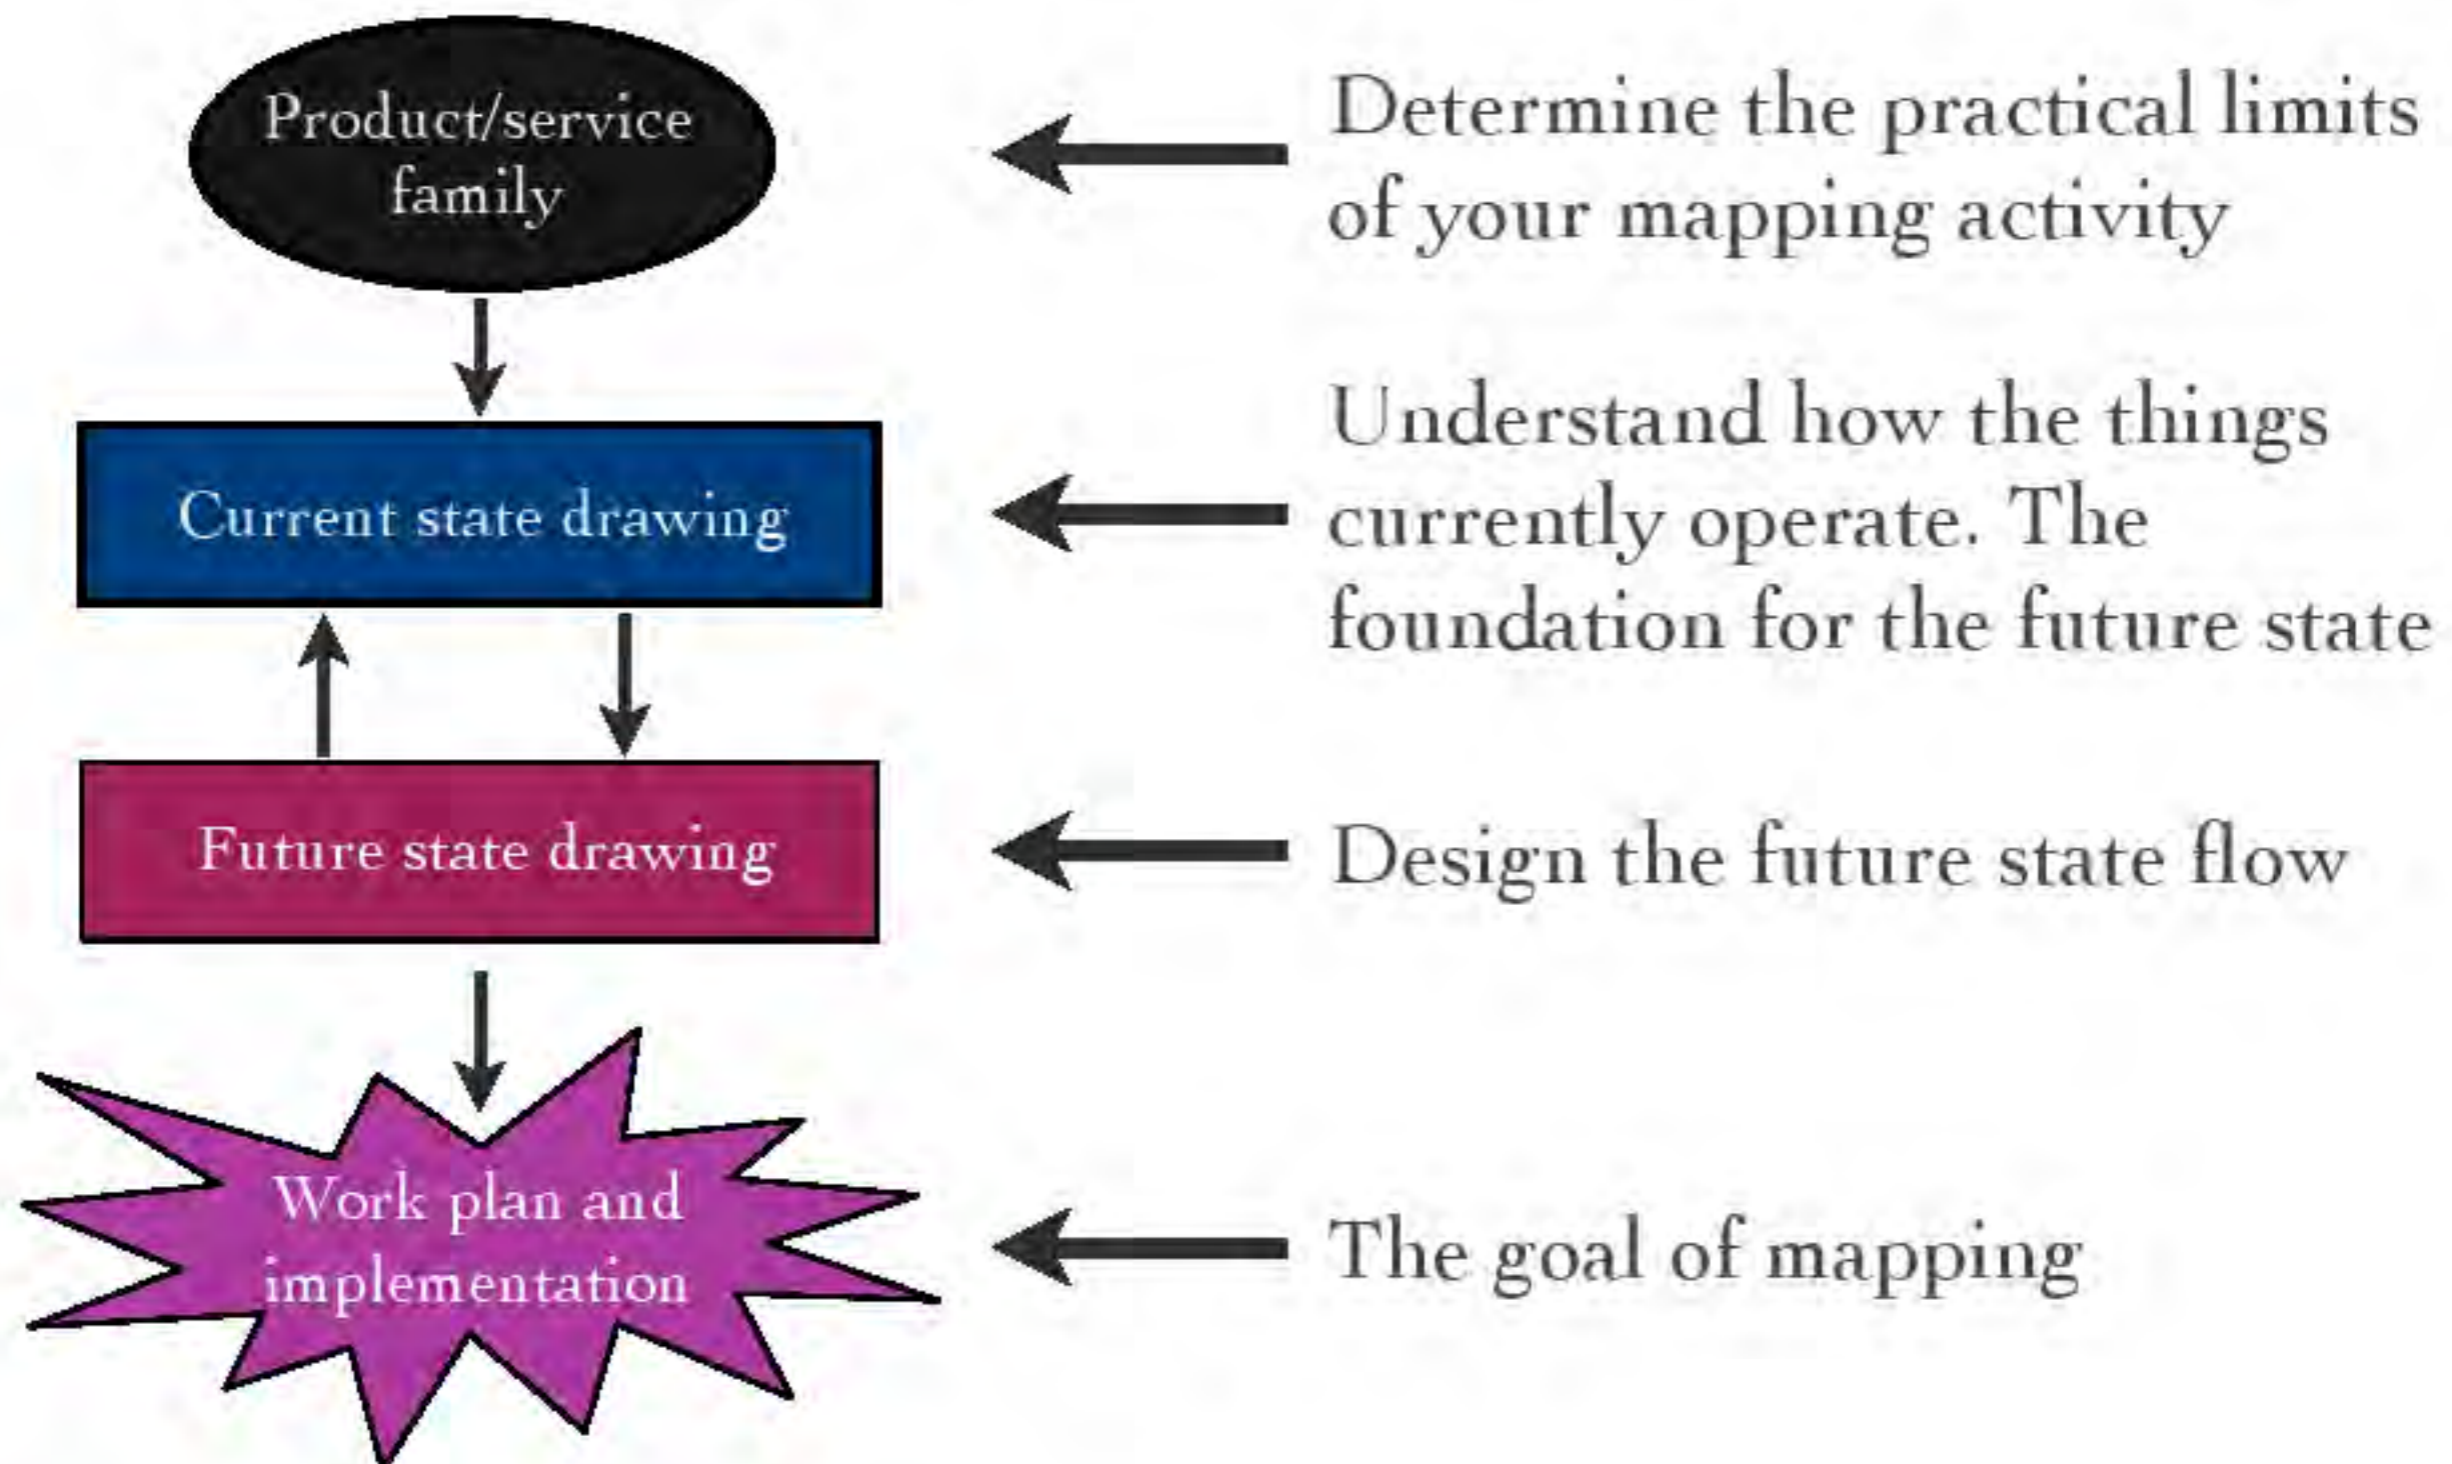 Product/service
family
Determine the practical limits
of your mapping activity
Current state drawing
Understand how the things
currently operate. The
foundation for the future state
Future state drawing
Design the future state flow
Work plan and
implementation
The goal of mapping